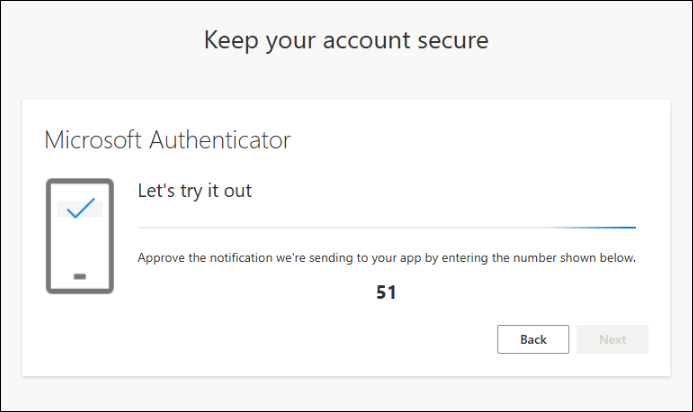 Keep your account secure
Microsoft Authenticator
Let's try it out
Approve the notification we're sending to your app by entering the number shown below.
51
Back
Next